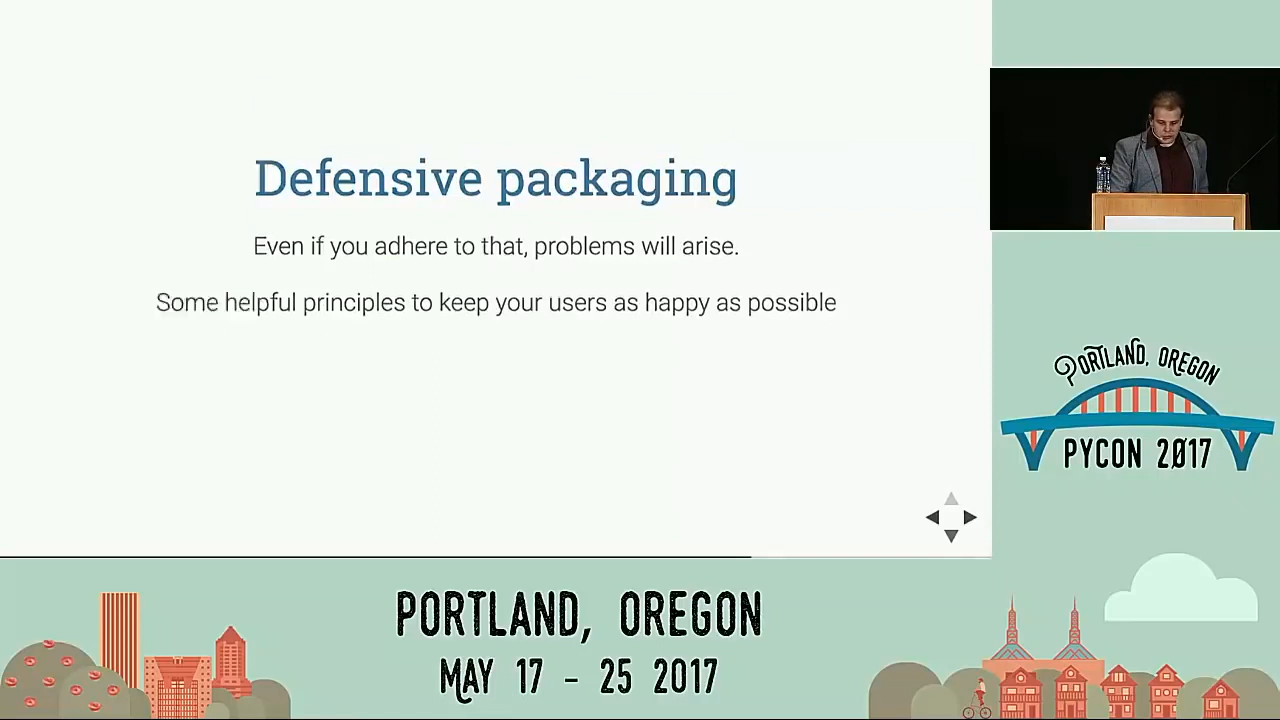 Defensive packaging
Even if you adhere to that, problems will arise.
Some helpful principles to keep your users as happy as possible
PORTLAND, OREGON
PYCON 2017
PORTLAND, OREGON
MAY 17 - 25 2017